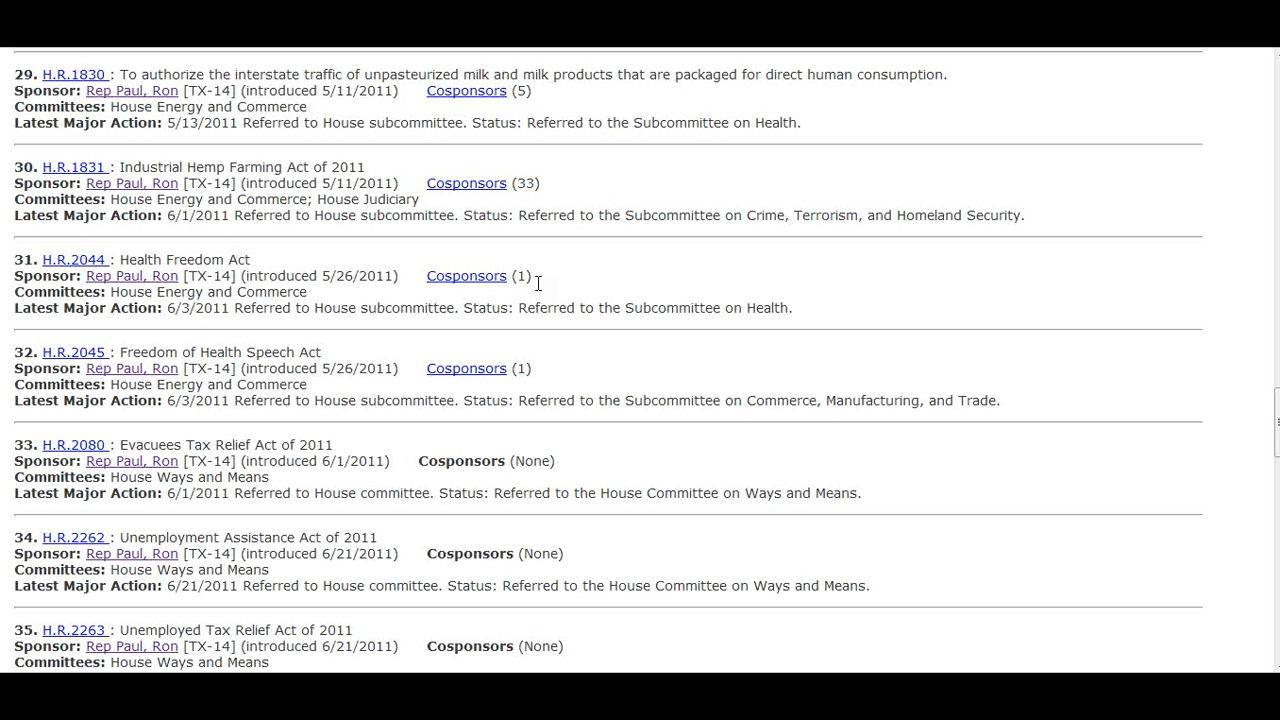 29. H.R.1830 : To authorize the interstate traffic of unpasteurized milk and milk products that are packaged for direct human consumption.
Sponsor: Rep Paul, Ron [TX-14] (introduced 5/11/2011) Cosponsors (5)
Committees: House Energy and Commerce
Latest Major Action: 5/13/2011 Referred to House subcommittee. Status: Referred to the Subcommittee on Health.
30. H.R.1831 : Industrial Hemp Farming Act of 2011
Sponsor: Rep Paul, Ron [TX-14] (introduced 5/11/2011) Cosponsors (33)
Committees: House Energy and Commerce; House Judiciary
Latest Major Action: 6/1/2011 Referred to House subcommittee. Status: Referred to the Subcommittee on Crime, Terrorism, and Homeland Security.
31. H.R.2044 : Health Freedom Act
Sponsor: Rep Paul, Ron [TX-14] (introduced 5/26/2011) Cosponsors (1)
Committees: House Energy and Commerce
Latest Major Action: 6/3/2011 Referred to House subcommittee. Status: Referred to the Subcommittee on Health.
32. H.R.2045 : Freedom of Health Speech Act
Sponsor: Rep Paul, Ron [TX-14] (introduced 5/26/2011) Cosponsors (1)
Committees: House Energy and Commerce
Latest Major Action: 6/3/2011 Referred to House subcommittee. Status: Referred to the Subcommittee on Commerce, Manufacturing, and Trade.
33. H.R.2080 : Evacuees Tax Relief Act of 2011
Sponsor: Rep Paul, Ron [TX-14] (introduced 6/1/2011) Cosponsors (None)
Committees: House Ways and Means
Latest Major Action: 6/1/2011 Referred to House committee. Status: Referred to the House Committee on Ways and Means.
34. H.R.2262 : Unemployment Assistance Act of 2011
Sponsor: Rep Paul, Ron [TX-14] (introduced 6/21/2011) Cosponsors (None)
Committees: House Ways and Means
Latest Major Action: 6/21/2011 Referred to House committee. Status: Referred to the House Committee on Ways and Means.
35. H.R.2263 : Unemployed Tax Relief Act of 2011
Sponsor: Rep Paul, Ron [TX-14] (introduced 6/21/2011) Cosponsors (None)
Committees: House Ways and Means